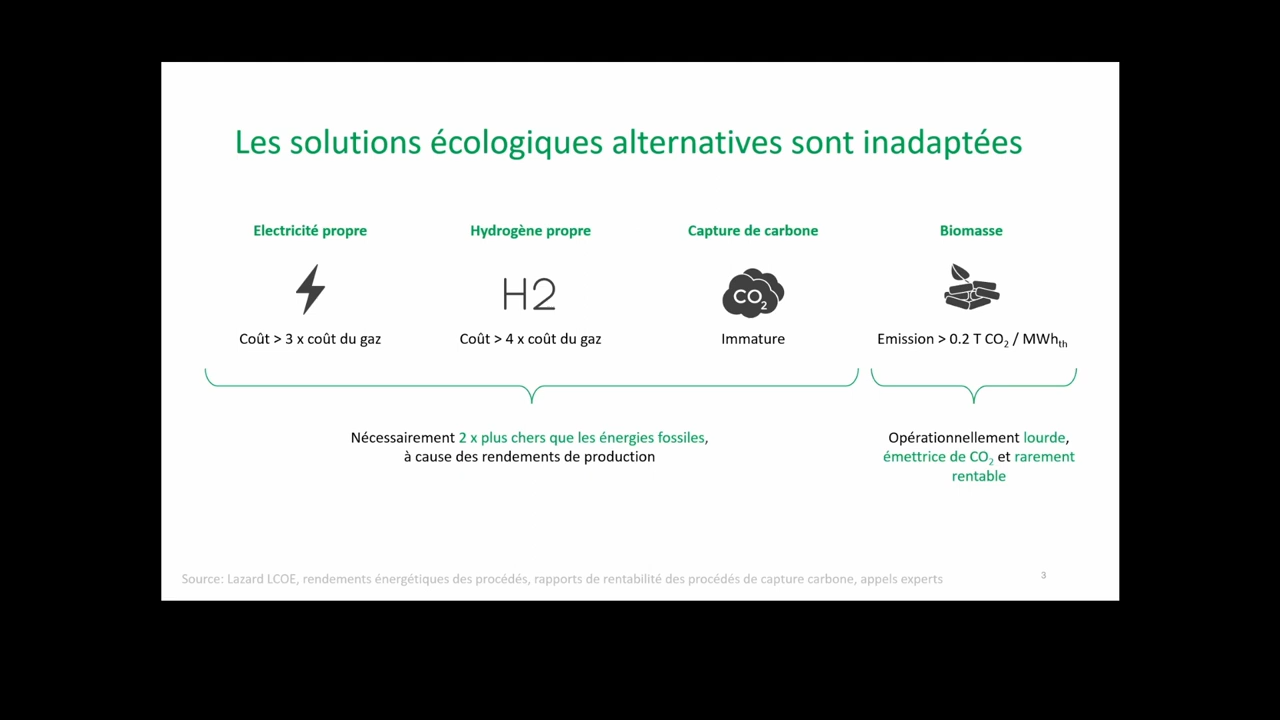 Les solutions écologiques alternatives sont inadaptées
Electricité propre
Hydrogène propre
Capture de carbone
Biomasse
H2
CO₂
Coût > 3 x coût du gaz
Coût > 4 x coût du gaz
Immature
Emission > 0.2 T CO₂ / MWhth
Nécessairement 2 x plus chers que les énergies fossiles,
à cause des rendements de production
Opérationnellement lourde,
émettrice de CO₂ et rarement
rentable
Source: Lazard LCOE, rendements énergétiques des procédés, rapports de rentabilité des procédés de capture carbone, appels experts
3